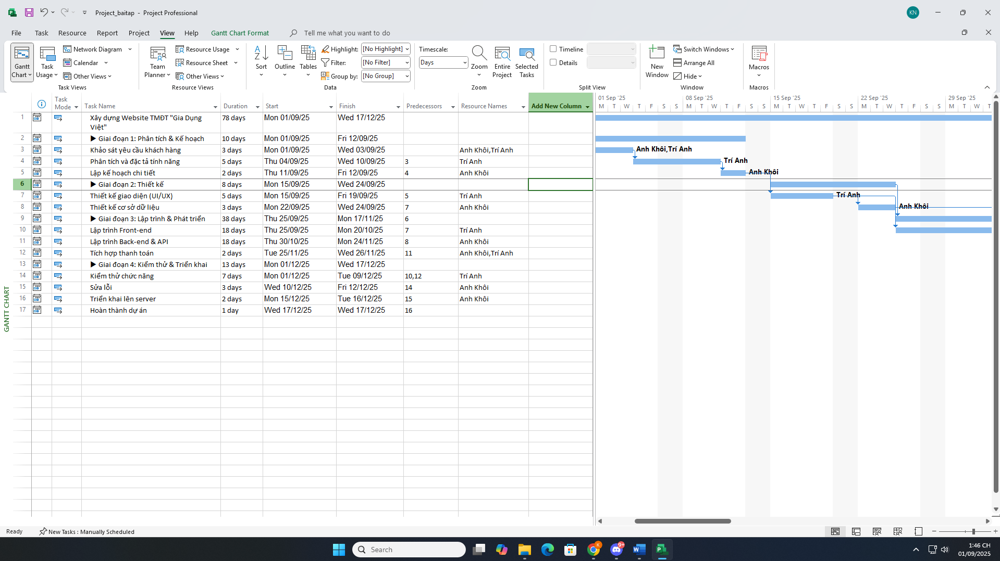 Project_baitap - Project Professional
KN
File Task Resource Report Project View Help Gantt Chart Format Tell me what you want to do
Gantt Chart
Task Usage
Network Diagram
Calendar
Other Views
Task Views
Team Planner
Resource Usage
Resource Sheet
Other Views
Resource Views
Sort
Outline
Tables
Highlight: [No Highlight]
Filter: [No Filter]
Group by: [No Group]
Data
Timescale:
Days
Zoom
Entire Project
Selected Tasks
Zoom
Timeline
Details
Split View
New Window
Switch Windows
Arrange All
Hide
Window
Macros
Macros
Task Mode Task Name Duration Start Finish Predecessors Resource Names Add New Column
01 Sep '25 08 Sep '25 15 Sep '25 22 Sep '25 29 Sep '25
M T W T F S S M T W T F S S M T W T F S S M T W T F S S M T W T
1 Xây dựng Website TMĐT "Gia Dụng Việt" 78 days Mon 01/09/25 Wed 17/12/25
2 ▶ Giai đoạn 1: Phân tích & Kế hoạch 10 days Mon 01/09/25 Fri 12/09/25
3 Khảo sát yêu cầu khách hàng 3 days Mon 01/09/25 Wed 03/09/25 Anh Khôi,Trí Anh Anh Khôi,Trí Anh
4 Phân tích và đặc tả tính năng 5 days Thu 04/09/25 Wed 10/09/25 3 Trí Anh Trí Anh
5 Lập kế hoạch chi tiết 2 days Thu 11/09/25 Fri 12/09/25 4 Anh Khôi Anh Khôi
6 ▶ Giai đoạn 2: Thiết kế 8 days Mon 15/09/25 Wed 24/09/25
7 Thiết kế giao diện (UI/UX) 5 days Mon 15/09/25 Fri 19/09/25 5 Trí Anh Trí Anh
8 Thiết kế cơ sở dữ liệu 3 days Mon 22/09/25 Wed 24/09/25 7 Anh Khôi Anh Khôi
9 ▶ Giai đoạn 3: Lập trình & Phát triển 38 days Thu 25/09/25 Mon 17/11/25 6
10 Lập trình Front-end 18 days Thu 25/09/25 Mon 20/10/25 7 Trí Anh
11 Lập trình Back-end & API 18 days Thu 30/10/25 Mon 24/11/25 8 Anh Khôi
12 Tích hợp thanh toán 2 days Tue 25/11/25 Wed 26/11/25 11 Anh Khôi,Trí Anh
13 ▶ Giai đoạn 4: Kiểm thử & Triển khai 13 days Mon 01/12/25 Wed 17/12/25
14 Kiểm thử chức năng 7 days Mon 01/12/25 Tue 09/12/25 10,12 Trí Anh
15 Sửa lỗi 3 days Wed 10/12/25 Fri 12/12/25 14 Anh Khôi
16 Triển khai lên server 2 days Mon 15/12/25 Tue 16/12/25 15 Anh Khôi
17 Hoàn thành dự án 1 day Wed 17/12/25 Wed 17/12/25 16
GANTT CHART
Ready New Tasks : Manually Scheduled
Search
K
9+
1:46 CH
01/09/2025